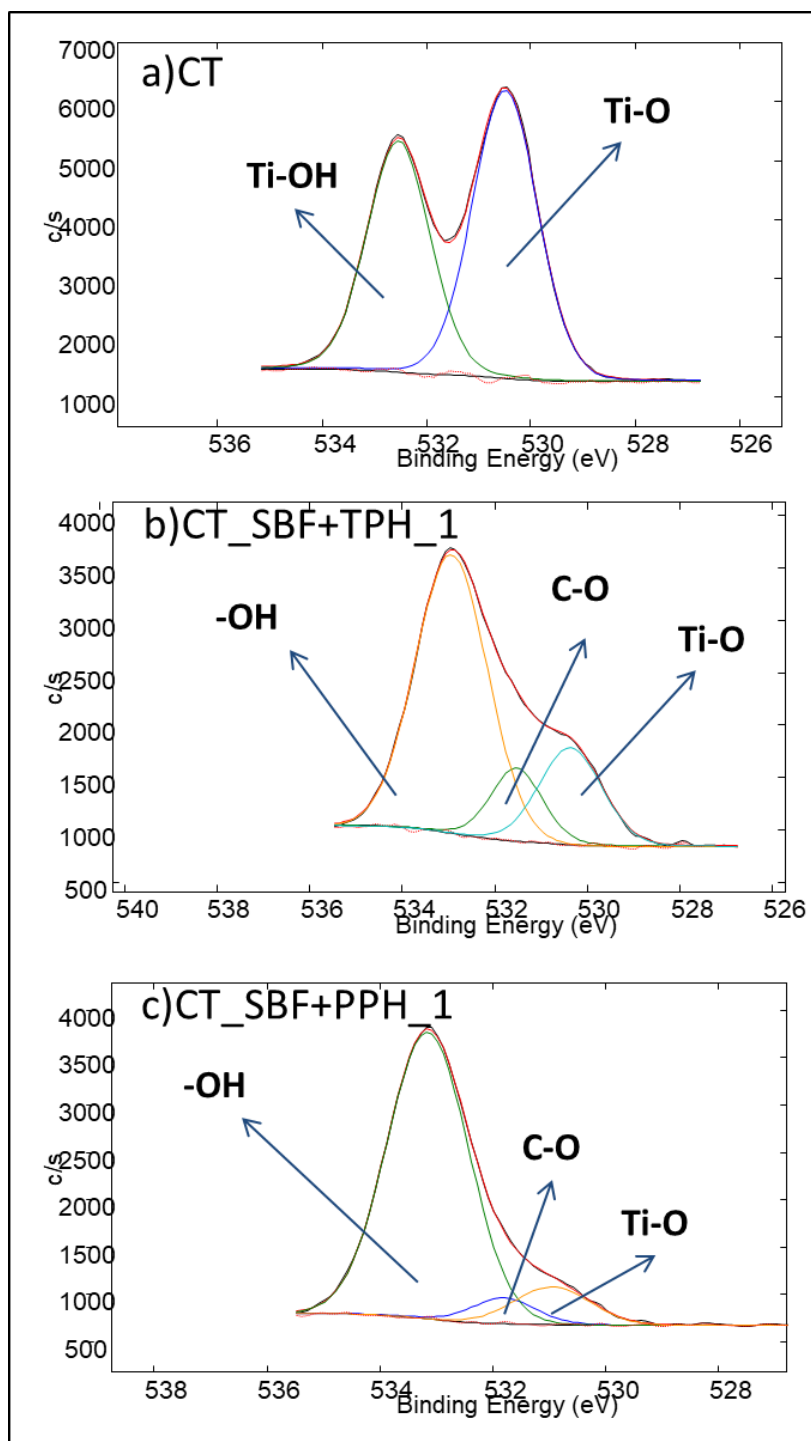 a)CT
7000
6000
5000
4000
3000
2000
1000
c/s
Ti-OH
Ti-O
536 534 532 530 528 526
Binding Energy (eV)
b)CT_SBF+TPH_1
4000
3500
3000
2500
2000
1500
1000
500
c/s
-OH
C-O
Ti-O
540 538 536 534 532 530 528 526
Binding Energy (eV)
c)CT_SBF+PPH_1
4000
3500
3000
2500
2000
1500
1000
500
c/s
-OH
C-O
Ti-O
538 536 534 532 530 528
Binding Energy (eV)